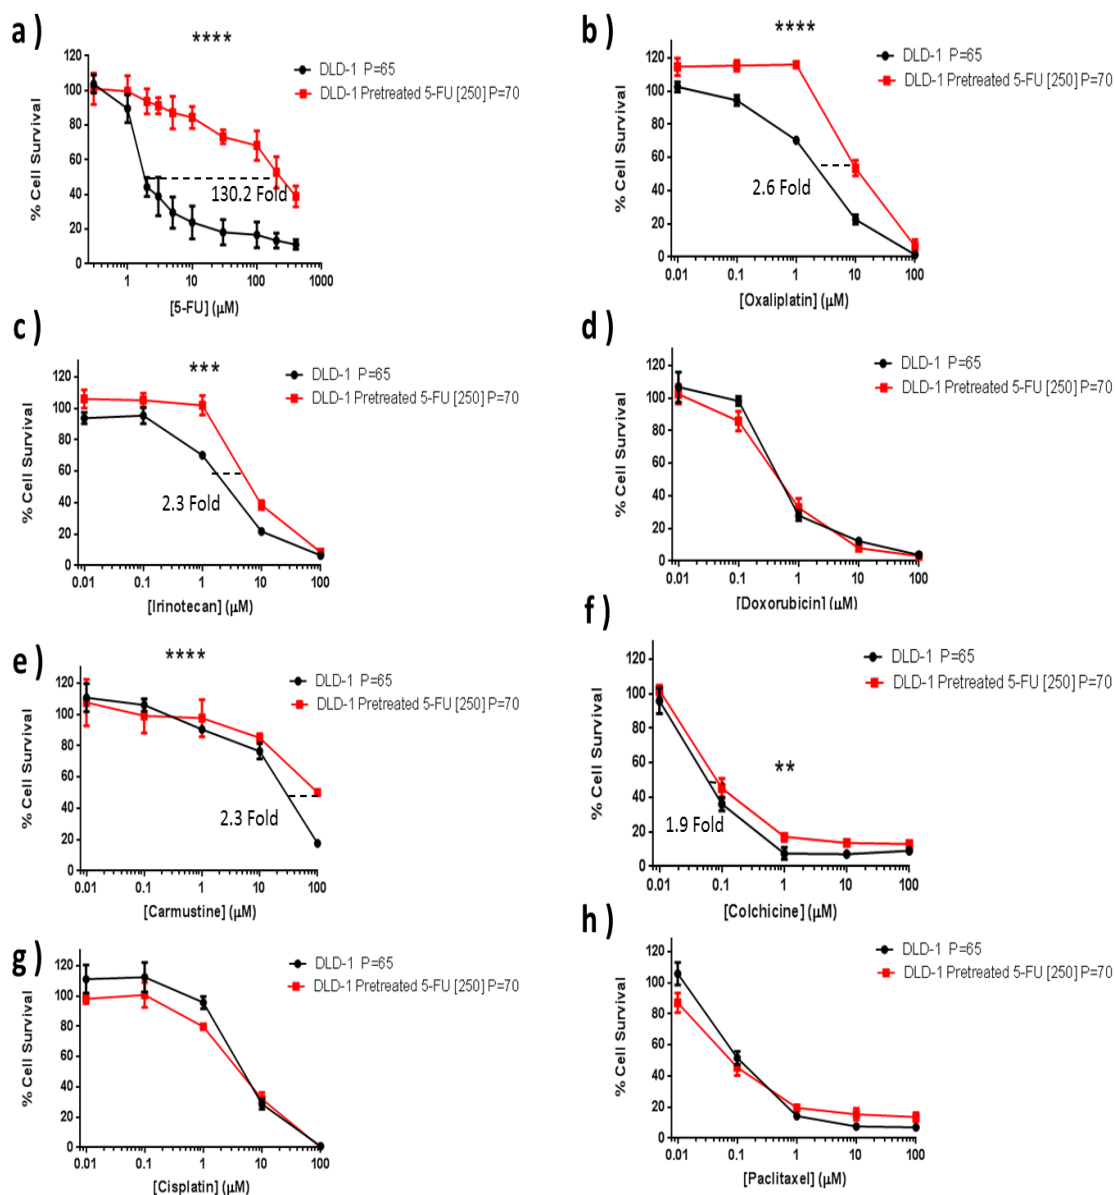 a )
****
120
100
80
60
40
20
0
% Cell Survival
DLD-1 P=65
DLD-1 Pretreated 5-FU [250] P=70
130.2 Fold
1 10 100 1000
[5-FU] (µM)
b )
****
120
100
80
60
40
20
0
% Cell Survival
DLD-1 P=65
DLD-1 Pretreated 5-FU [250] P=70
2.6 Fold
0.01 0.1 1 10 100
[Oxaliplatin] (µM)
c )
***
120
100
80
60
40
20
0
% Cell Survival
DLD-1 P=65
DLD-1 Pretreated 5-FU [250] P=70
2.3 Fold
0.01 0.1 1 10 100
[Irinotecan] (µM)
d )
120
100
80
60
40
20
0
% Cell Survival
DLD-1 P=65
DLD-1 Pretreated 5-FU [250] P=70
0.01 0.1 1 10 100
[Doxorubicin] (µM)
e )
****
120
100
80
60
40
20
0
% Cell Survival
DLD-1 P=65
DLD-1 Pretreated 5-FU [250] P=70
2.3 Fold
0.01 0.1 1 10 100
[Carmustine] (µM)
f )
120
100
80
60
40
20
0
% Cell Survival
DLD-1 P=65
DLD-1 Pretreated 5-FU [250] P=70
**
1.9 Fold
0.01 0.1 1 10 100
[Colchicine] (µM)
g )
120
100
80
60
40
20
0
% Cell Survival
DLD-1 P=65
DLD-1 Pretreated 5-FU [250] P=70
0.01 0.1 1 10 100
[Cisplatin] (µM)
h )
120
100
80
60
40
20
0
% Cell Survival
DLD-1 P=65
DLD-1 Pretreated 5-FU [250] P=70
0.01 0.1 1 10 100
[Paclitaxel] (µM)